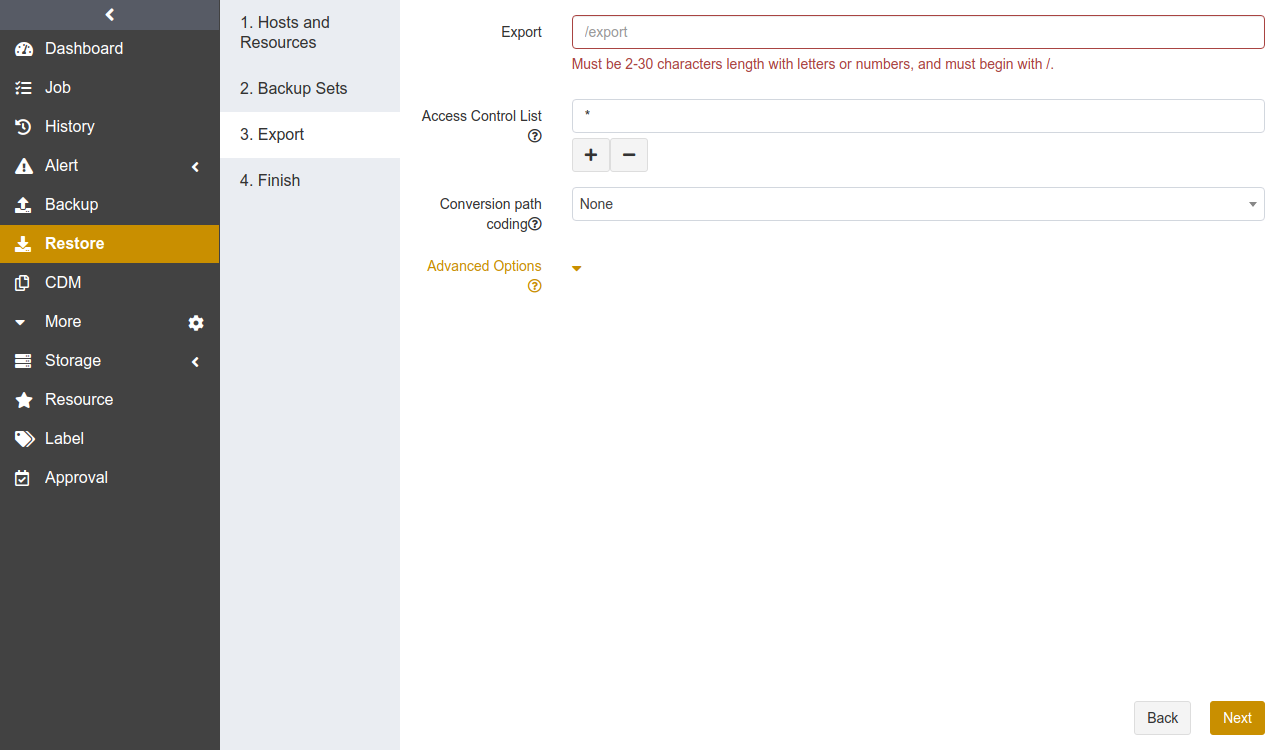 Dashboard
Job
History
Alert
Backup
Restore
CDM
More
Storage
Resource
Label
Approval
1. Hosts and
Resources
2. Backup Sets
3. Export
4. Finish
Export
/export
Must be 2-30 characters length with letters or numbers, and must begin with /.
Access Control List
*
Conversion path
coding
None
Advanced Options
Back
Next